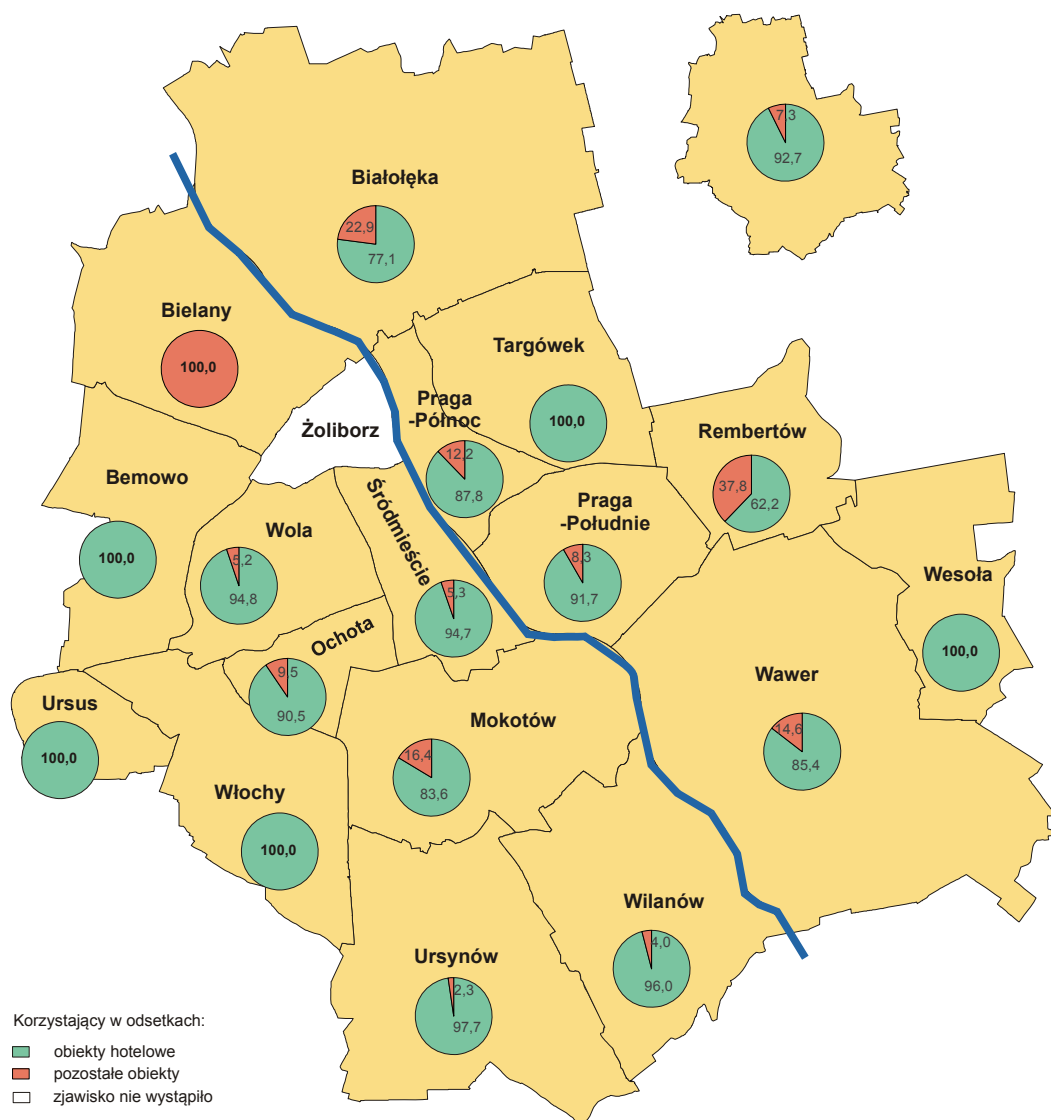 7,3
92,7
Białołęka
22,9
77,1
Bielany
100,0
Targówek
100,0
Praga
-Północ
12,2
87,8
Żoliborz
Rembertów
37,8
62,2
Bemowo
100,0
Wola
5,2
94,8
Śródmieście
5,3
94,7
Praga
-Południe
8,3
91,7
Wesoła
100,0
Ochota
9,5
90,5
Ursus
100,0
Mokotów
16,4
83,6
Wawer
14,6
85,4
Włochy
100,0
Wilanów
4,0
96,0
Ursynów
2,3
97,7
Korzystający w odsetkach:
obiekty hotelowe
pozostałe obiekty
zjawisko nie wystąpiło